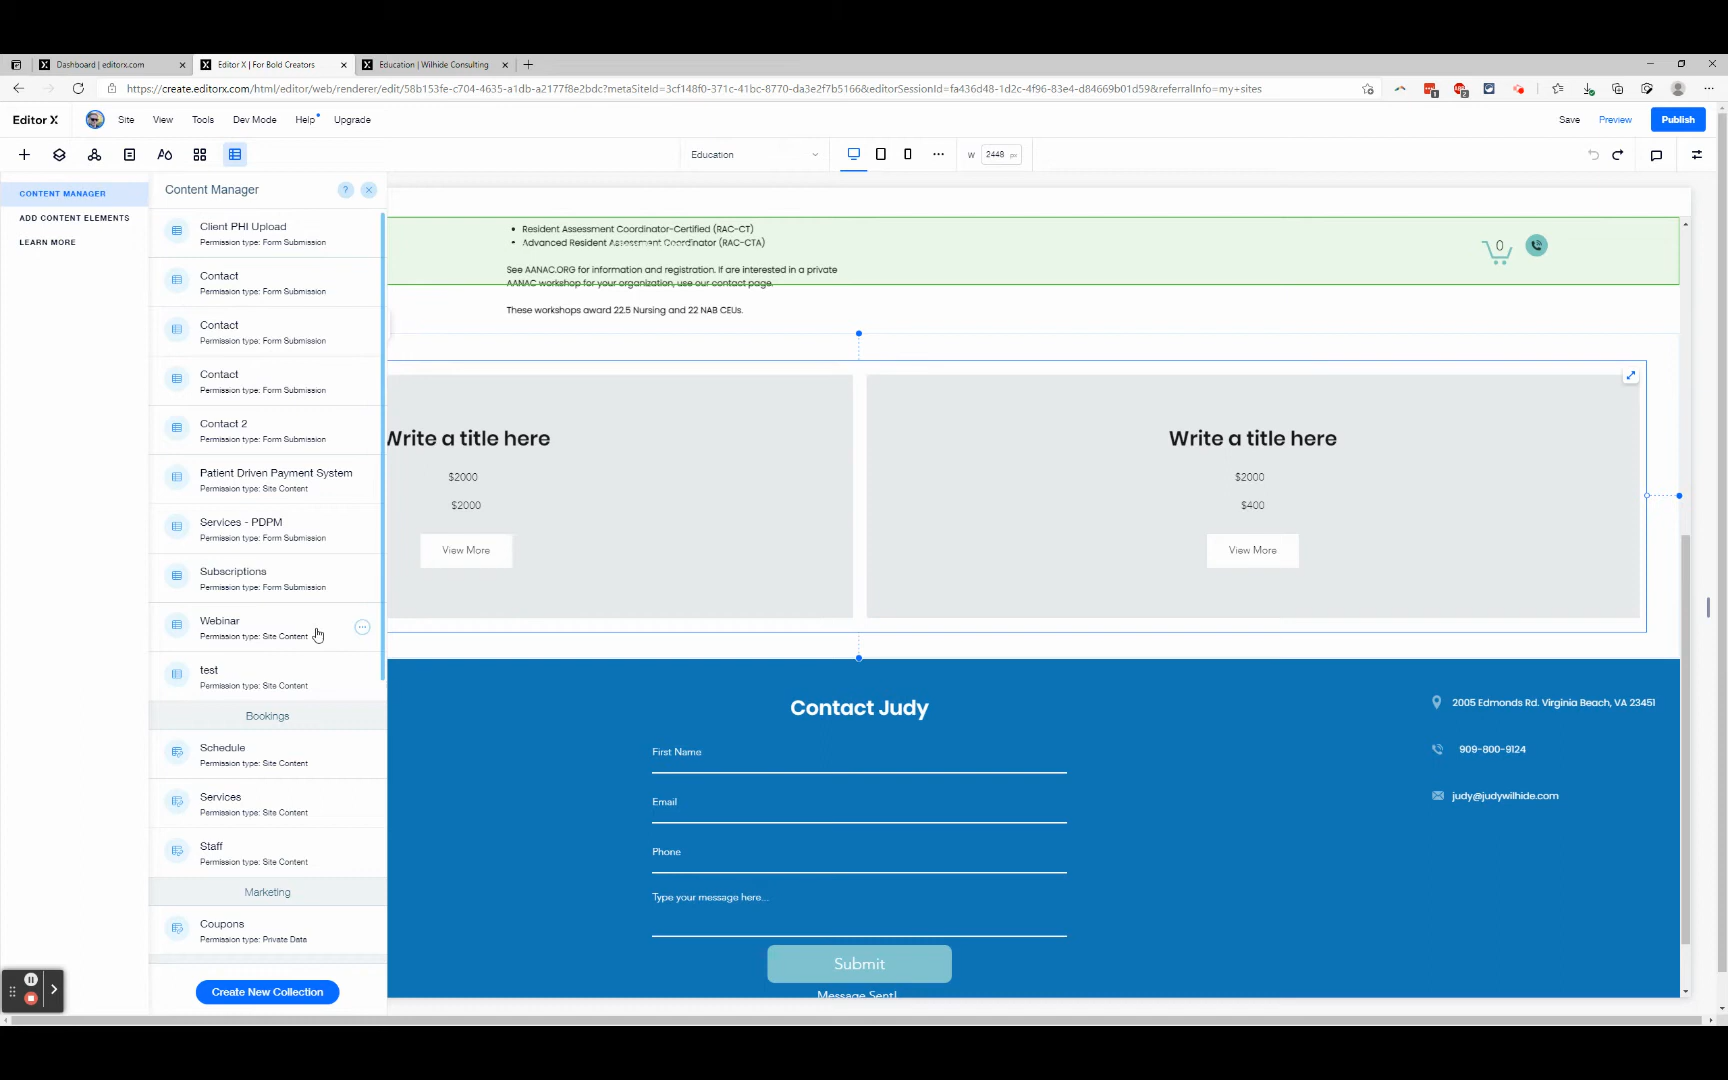 Dashboard | editorx.com
Editor X | For Bold Creators
Education | Wilhide Consulting
https://create.editorx.com/html/editor/web/renderer/edit/58b153fe-c704-4635-a1db-a2177f8e2bdc?metaSiteId=3cf148f0-371c-41bc-8770-da3e2f7b5166&editorSessionId=fa436d48-1d2c-4f96-83e4-d84669b01d59&referralInfo=my+sites
Editor X
Site
View
Tools
Dev Mode
Help
Upgrade
Save
Preview
Publish
Education
W 2448 px
CONTENT MANAGER
ADD CONTENT ELEMENTS
LEARN MORE
Content Manager
?
Client PHI Upload
Permission type: Form Submission
Contact
Permission type: Form Submission
Contact
Permission type: Form Submission
Contact
Permission type: Form Submission
Contact 2
Permission type: Form Submission
Patient Driven Payment System
Permission type: Site Content
Services - PDPM
Permission type: Form Submission
Subscriptions
Permission type: Form Submission
Webinar
Permission type: Site Content
test
Permission type: Site Content
Bookings
Schedule
Permission type: Site Content
Services
Permission type: Site Content
Staff
Permission type: Site Content
Marketing
Coupons
Permission type: Private Data
Create New Collection
• Resident Assessment Coordinator-Certified (RAC-CT)
• Advanced Resident Assessment Coordinator (RAC-CTA)
See AANAC.ORG for information and registration. If are interested in a private
AANAC workshop for your organization, use our contact page.
These workshops award 22.5 Nursing and 22 NAB CEUs.
0
Write a title here
$2000
$2000
View More
Write a title here
$2000
$400
View More
Contact Judy
First Name
Email
Phone
Type your message here...
Submit
Message Sent!
2005 Edmonds Rd. Virginia Beach, VA 23451
909-800-9124
judy@judywilhide.com